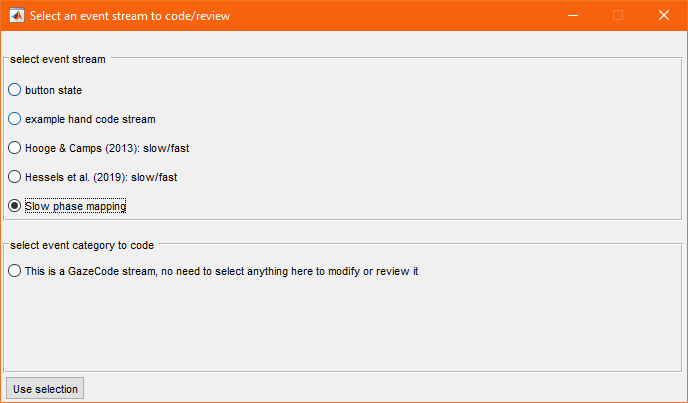 Select an event stream to code/review
select event stream
button state
example hand code stream
Hooge & Camps (2013): slow/fast
Hessels et al. (2019): slow/fast
Slow phase mapping
select event category to code
This is a GazeCode stream, no need to select anything here to modify or review it
Use selection